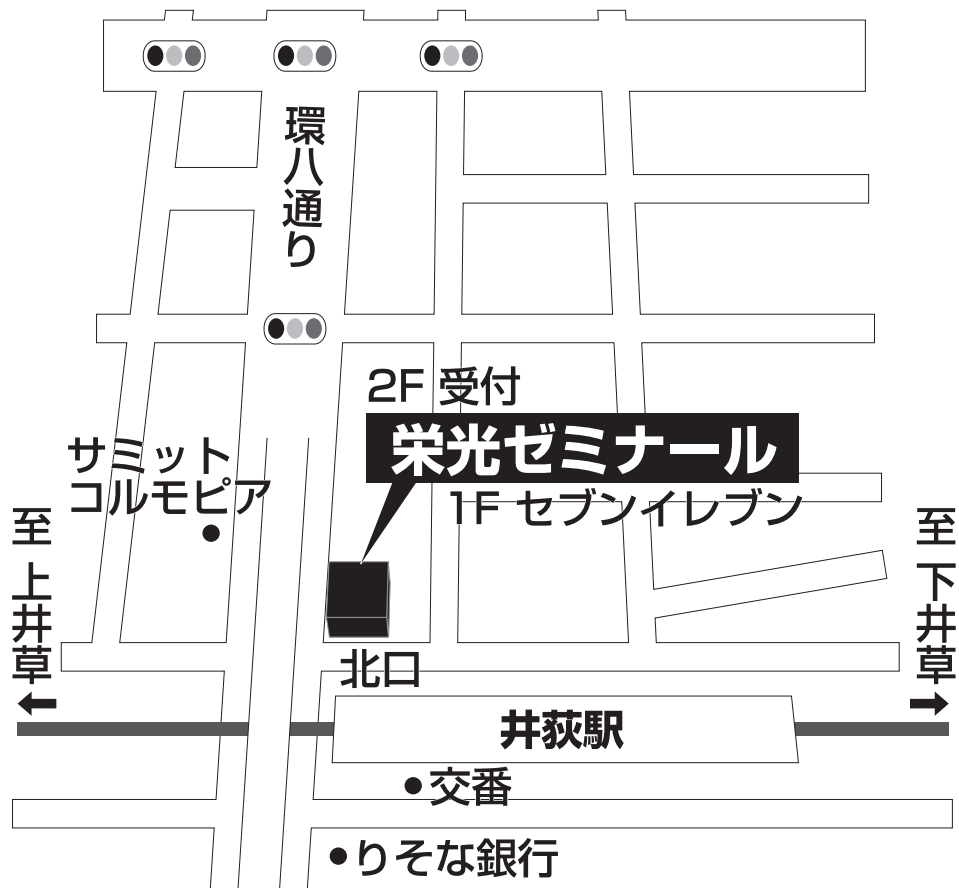 環八通り
2F 受付
栄光ゼミナール
1F セブンイレブン
サミット
コルモピア
至 上井草
至 下井草
北口
井荻駅
交番
りそな銀行